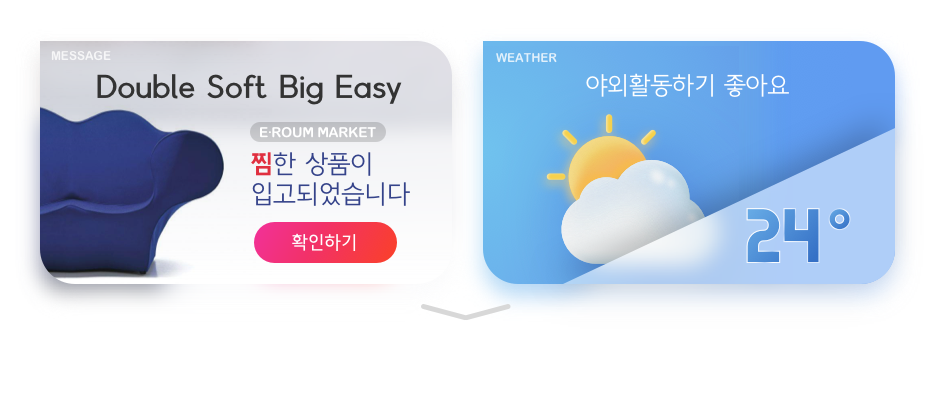 MESSAGE
Double Soft Big Easy
E·ROUM MARKET
찜한 상품이
입고되었습니다
확인하기
WEATHER
야외활동하기 좋아요
24°